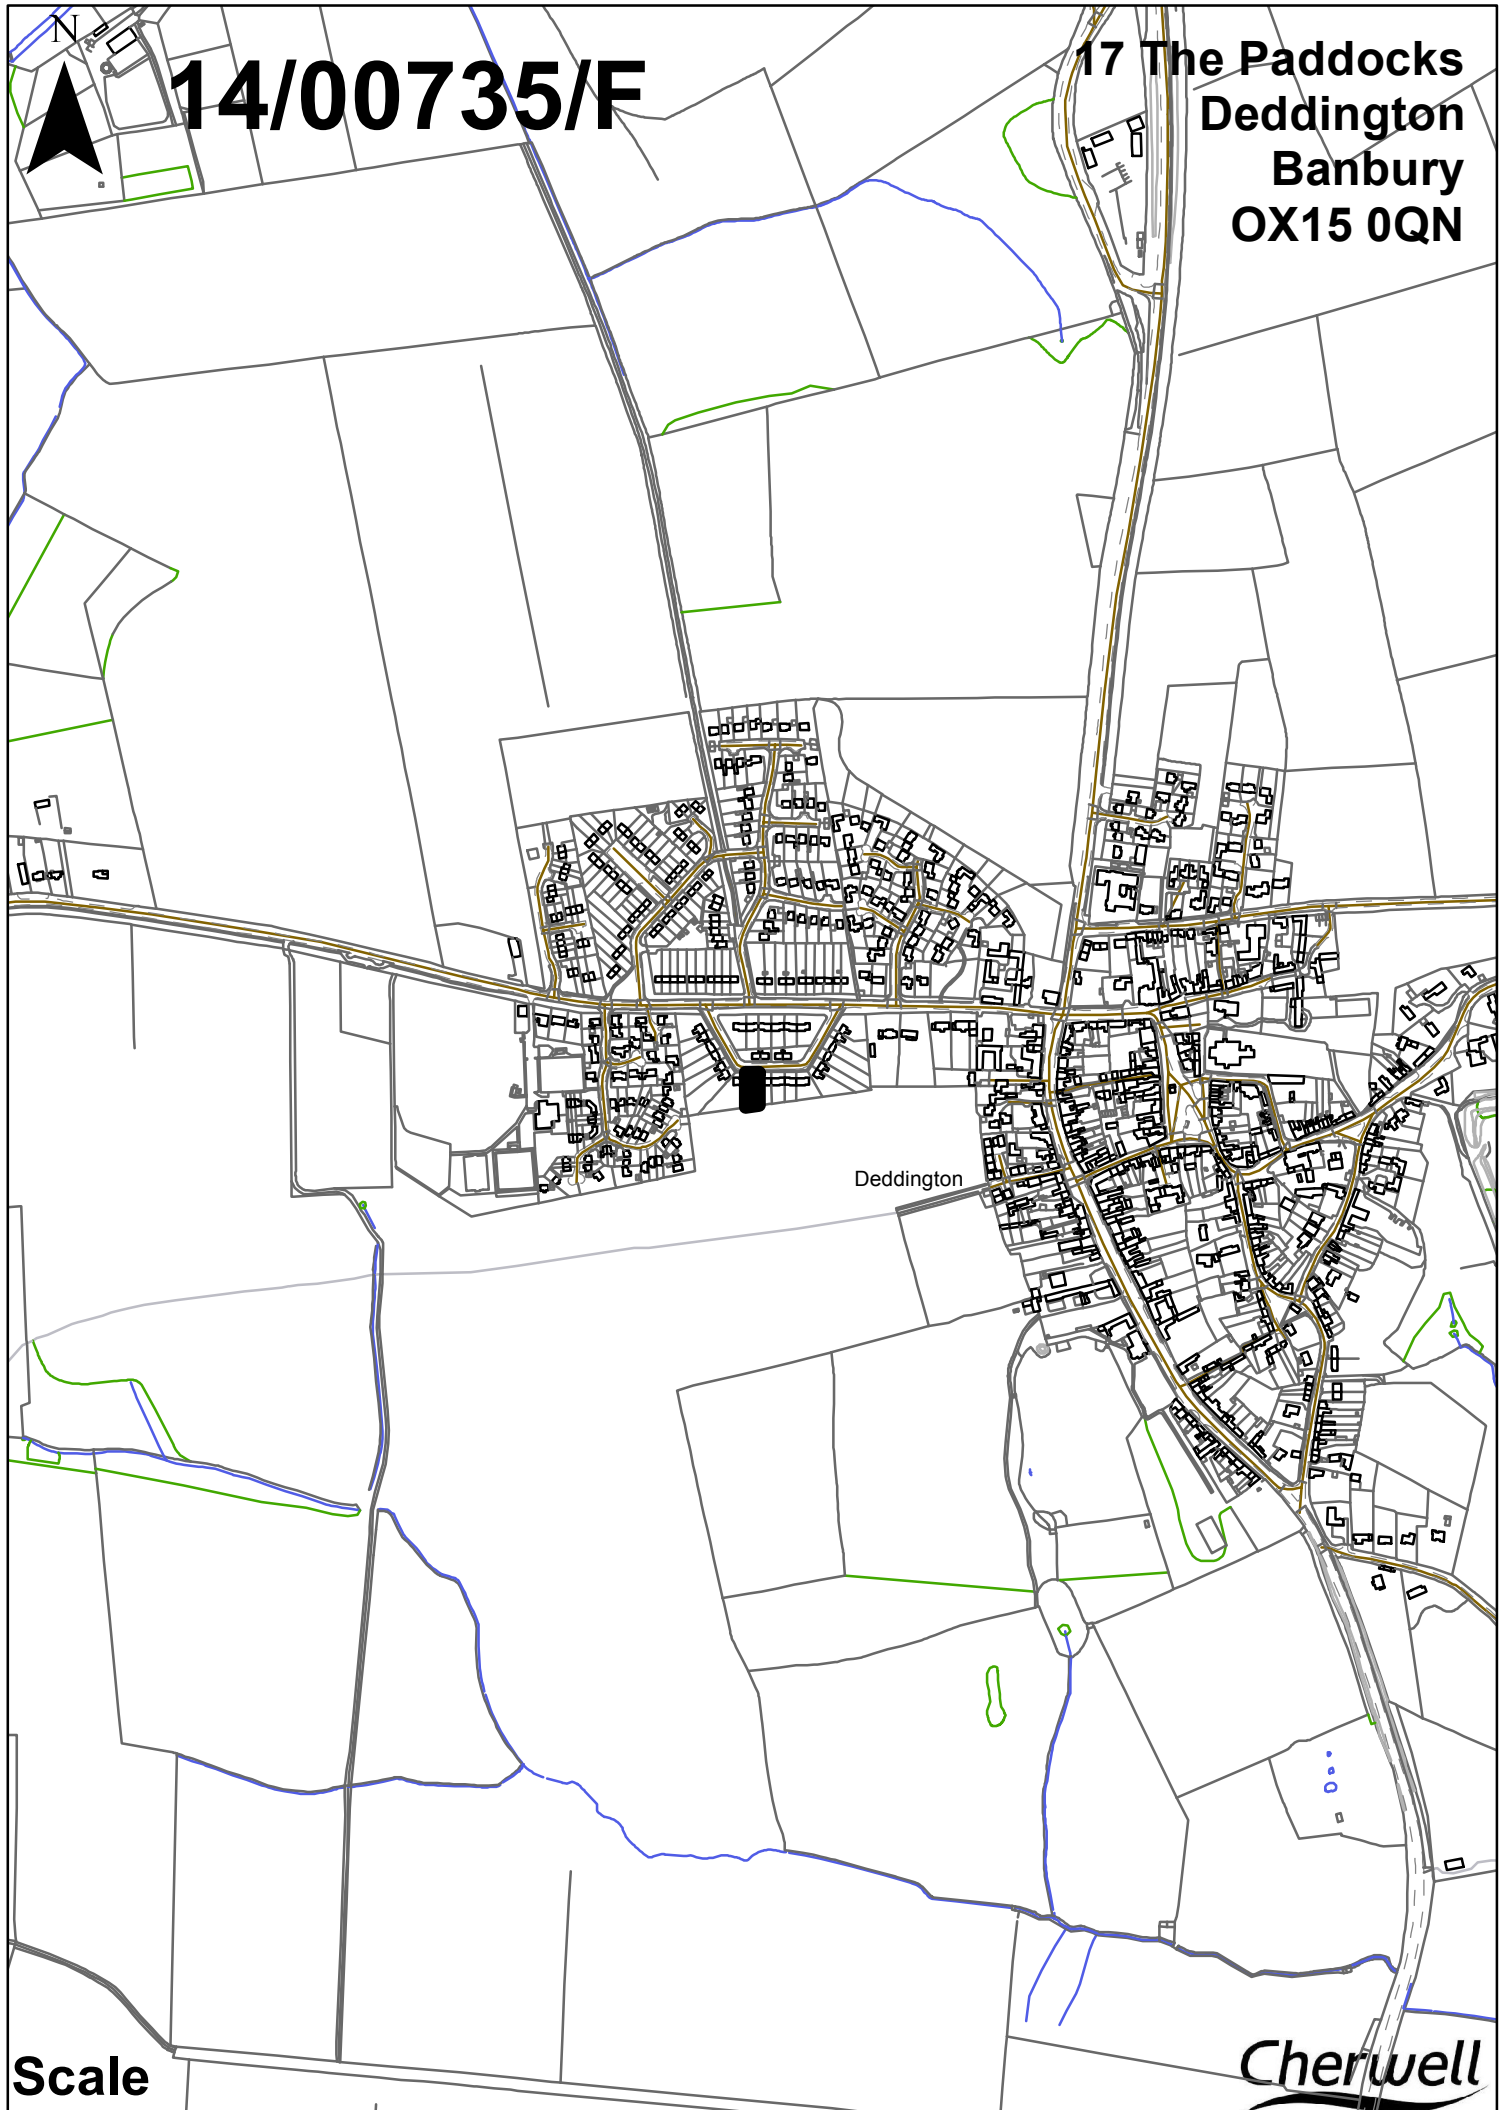 N
14/00735/F
17 The Paddocks
Deddington
Banbury
OX15 0QN
Deddington
Scale
Cherwell